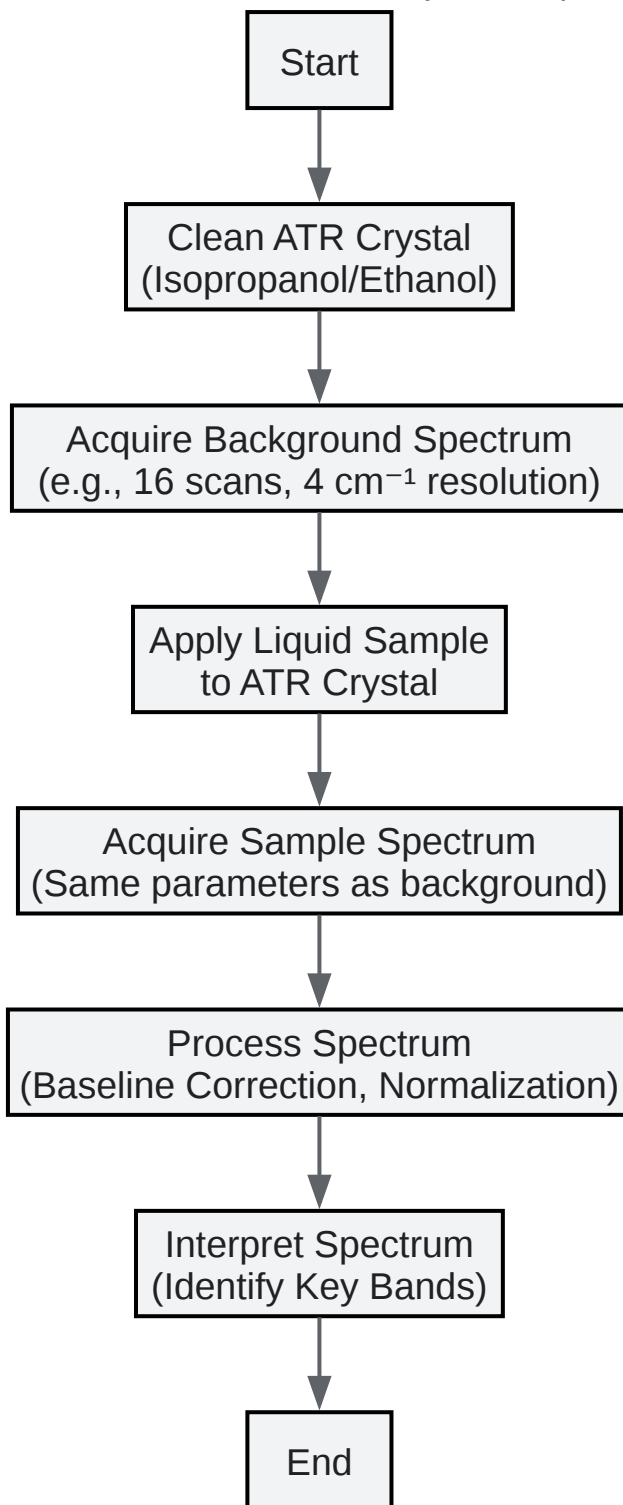 Start
Clean ATR Crystal
(Isopropanol/Ethanol)
Acquire Background Spectrum
(e.g., 16 scans, 4 cm⁻¹ resolution)
Apply Liquid Sample
to ATR Crystal
Acquire Sample Spectrum
(Same parameters as background)
Process Spectrum
(Baseline Correction, Normalization)
Interpret Spectrum
(Identify Key Bands)
End